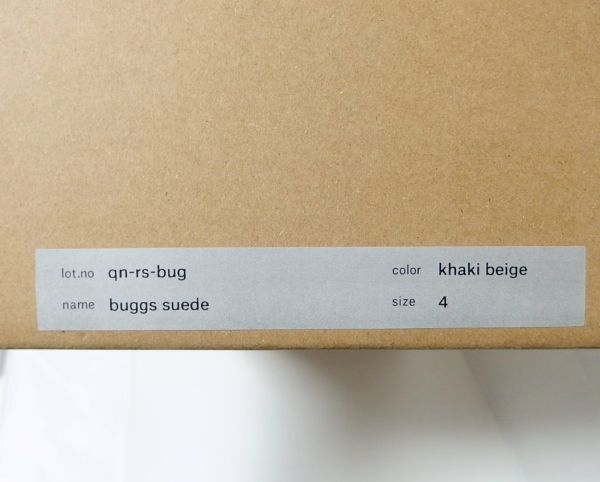 lot.no qn-rs-bug color khaki beige
name buggs suede size 4